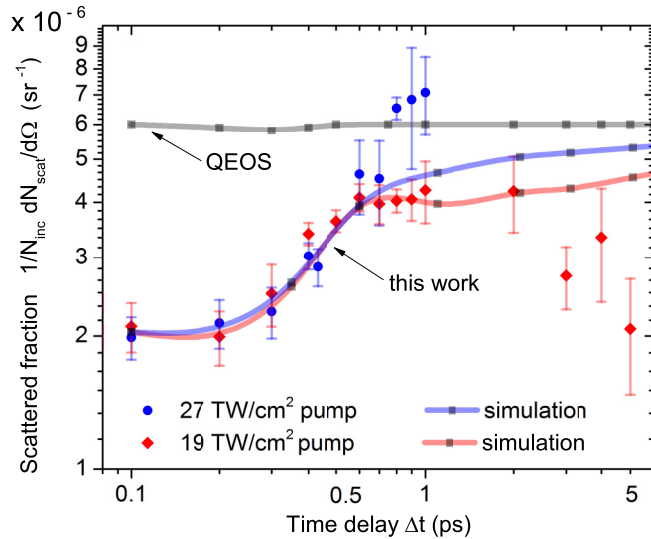 x 10⁻⁶
9
8
7
6
5
4
3
2
1
Scattered fraction 1/N_inc dN_scat/dΩ (sr⁻¹)
QEOS
this work
27 TW/cm² pump
simulation
19 TW/cm² pump
simulation
0.1
0.5
1
5
Time delay Δt (ps)